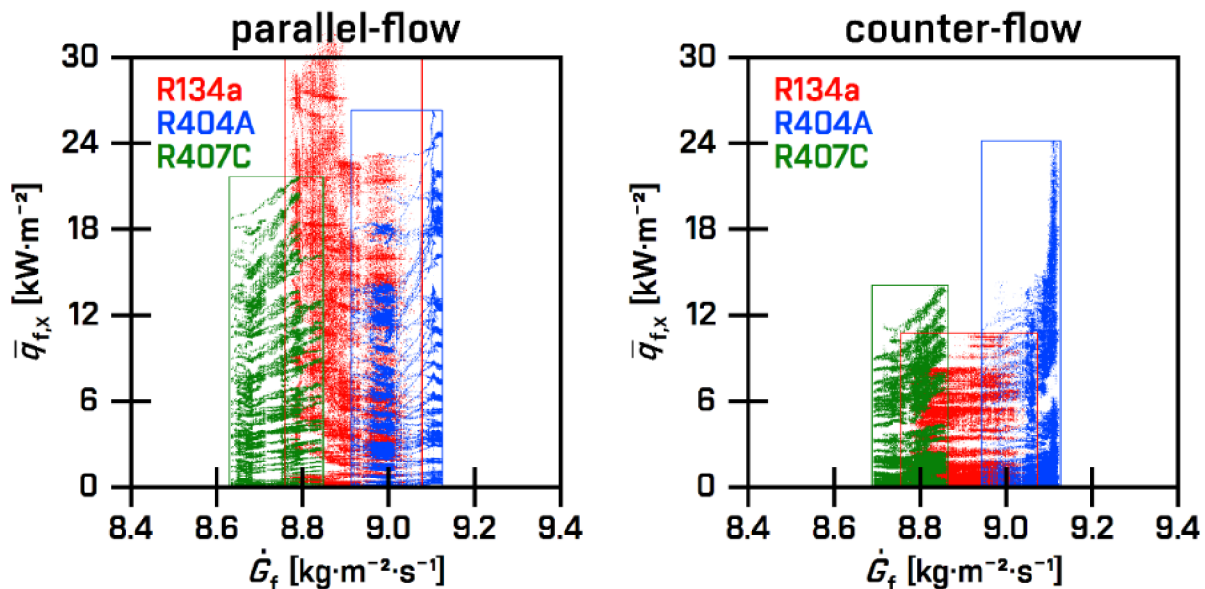 parallel-flow
30
24
18
12
6
0
q̅f,x [kW·m⁻²]
R134a
R404A
R407C
8.4 8.6 8.8 9.0 9.2 9.4
Ġf [kg·m⁻²·s⁻¹]
counter-flow
30
24
18
12
6
0
q̅f,x [kW·m⁻²]
R134a
R404A
R407C
8.4 8.6 8.8 9.0 9.2 9.4
Ġf [kg·m⁻²·s⁻¹]